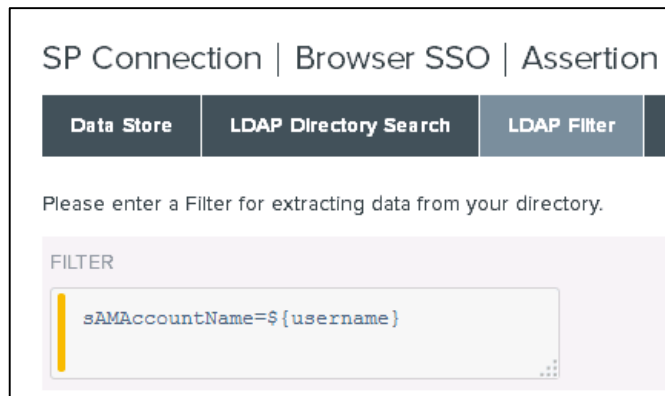 SP Connection | Browser SSO | Assertion
Data Store LDAP Directory Search LDAP Filter
Please enter a Filter for extracting data from your directory.
FILTER
sAMAccountName=${username}